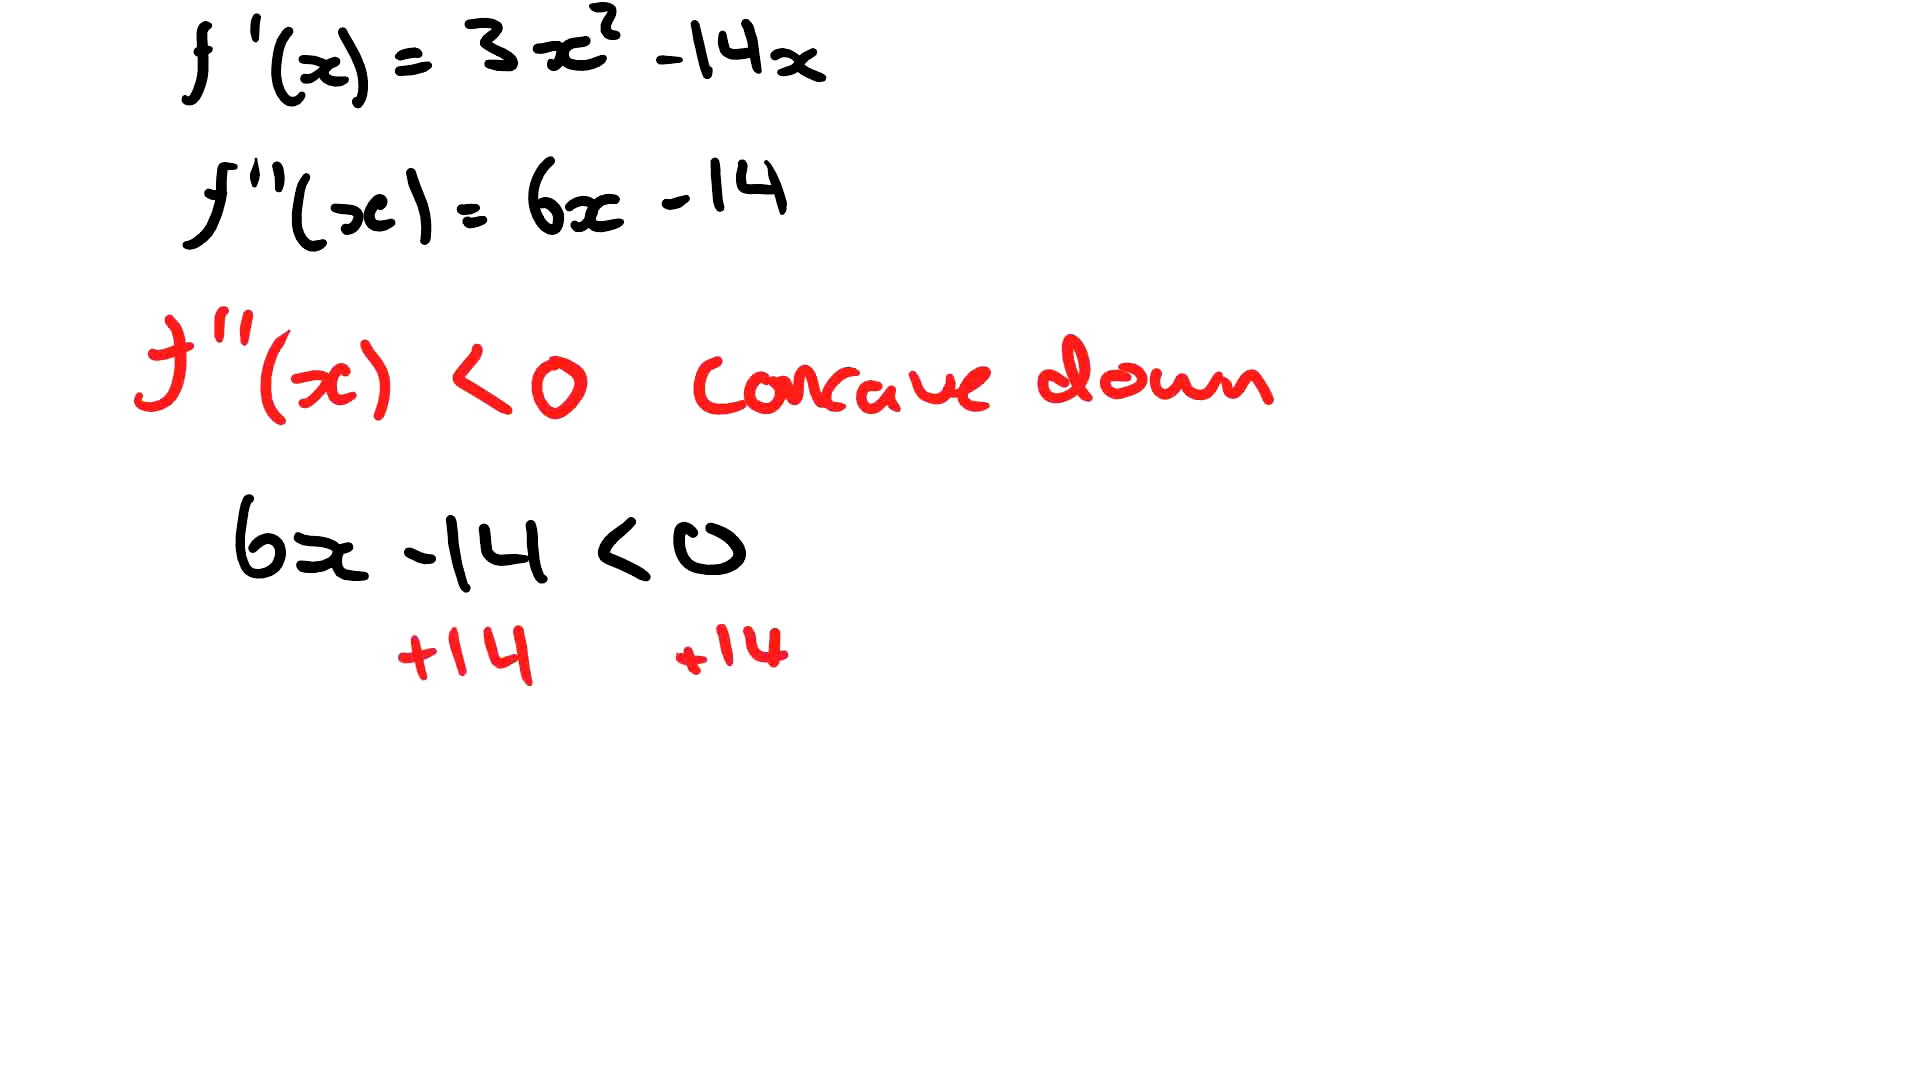 f'(x) = 3x² - 14x
f''(x) = 6x - 14
f''(x) < 0 concave down
6x - 14 < 0
+14 +14